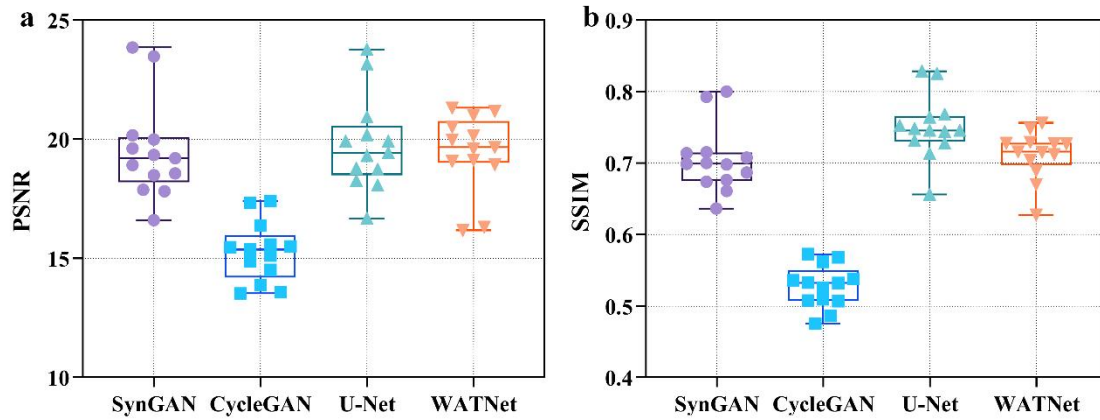 a
PSNR
25
20
15
10
SynGAN CycleGAN U-Net WATNet
b
SSIM
0.9
0.8
0.7
0.6
0.5
0.4
SynGAN CycleGAN U-Net WATNet